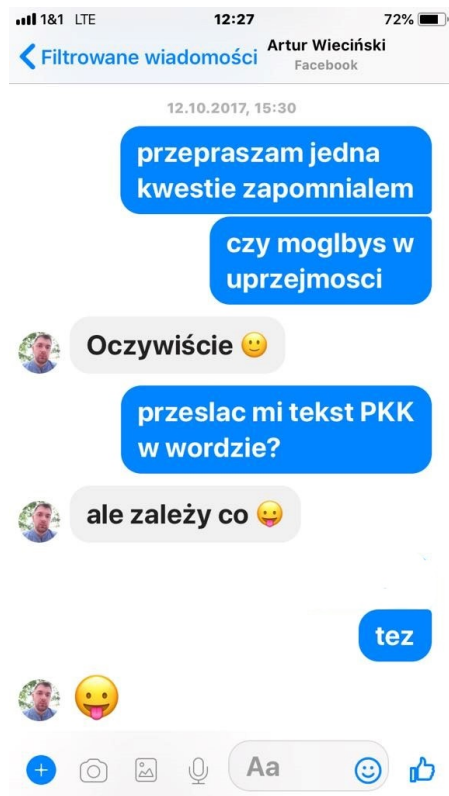 1&1 LTE 12:27 72%
Filtrowane wiadomości Artur Wieciński
Facebook
12.10.2017, 15:30
przepraszam jedna
kwestie zapomnialem
czy moglbys w
uprzejmosci
Oczywiście 🙂
przeslac mi tekst PKK
w wordzie?
ale zależy co 😛
tez
😛
Aa